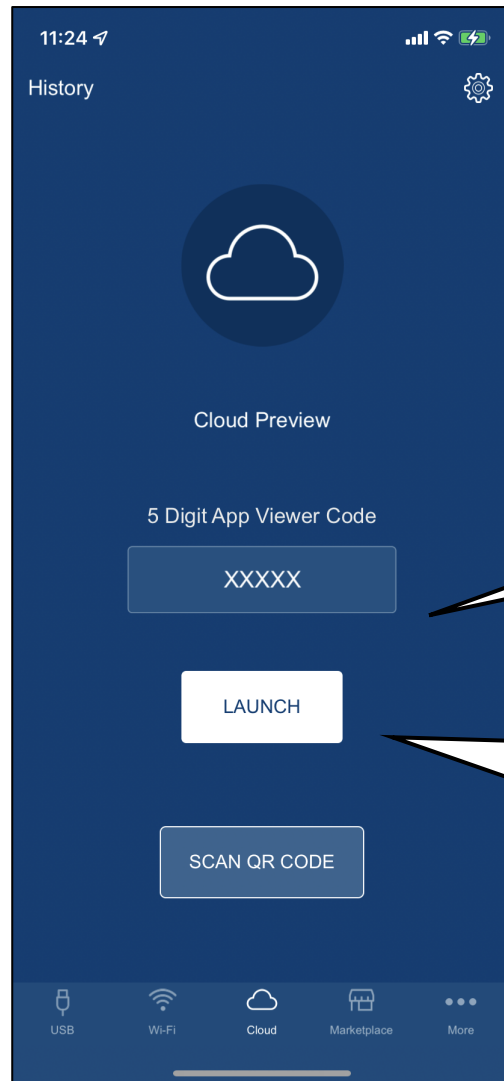 11:24
History
Cloud Preview
5 Digit App Viewer Code
XXXXX
LAUNCH
SCAN QR CODE
USB Wi-Fi Cloud Marketplace More